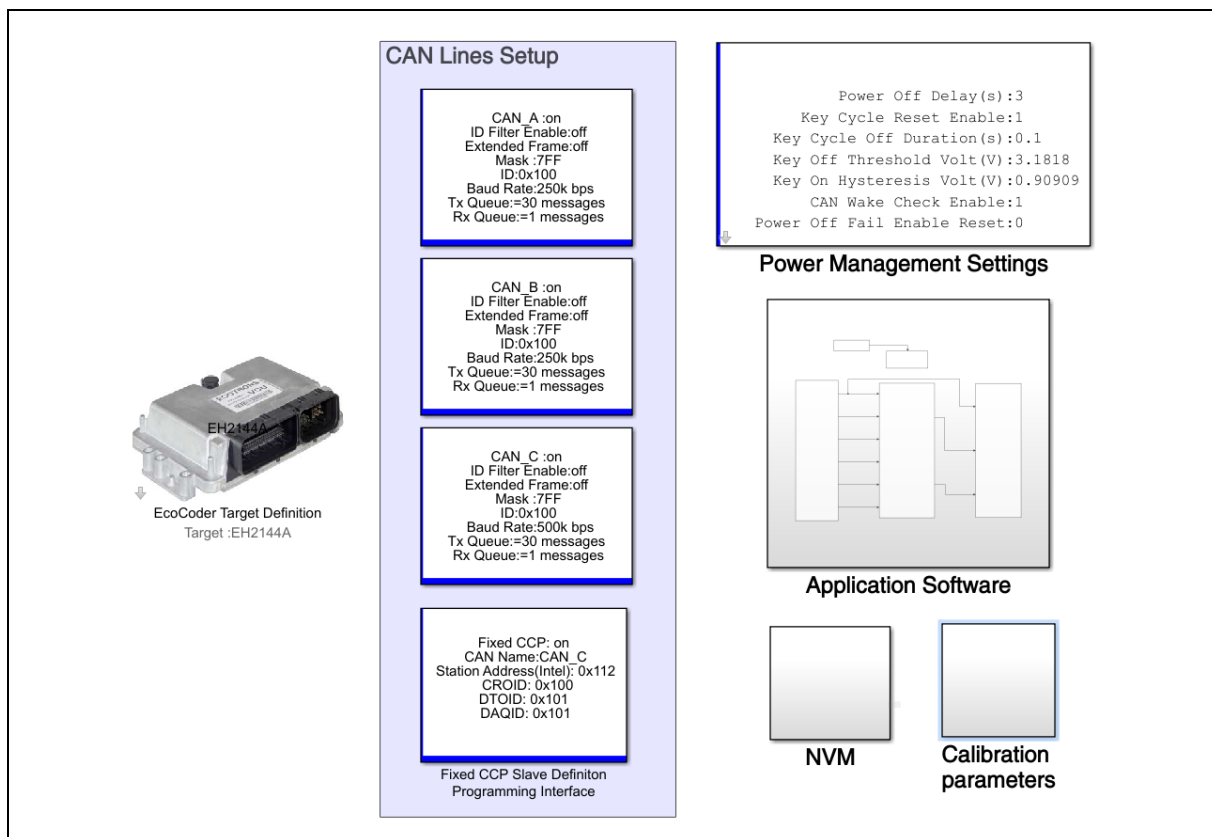 CAN Lines Setup
CAN_A :on
ID Filter Enable:off
Extended Frame:off
Mask :7FF
ID:0x100
Baud Rate:250k bps
Tx Queue:=30 messages
Rx Queue:=1 messages
CAN_B :on
ID Filter Enable:off
Extended Frame:off
Mask :7FF
ID:0x100
Baud Rate:250k bps
Tx Queue:=30 messages
Rx Queue:=1 messages
CAN_C :on
ID Filter Enable:off
Extended Frame:off
Mask :7FF
ID:0x100
Baud Rate:500k bps
Tx Queue:=30 messages
Rx Queue:=1 messages
Fixed CCP: on
CAN Name:CAN_C
Station Address(Intel): 0x112
CROID: 0x100
DTOID: 0x101
DAQID: 0x101
Fixed CCP Slave Definiton
Programming Interface
EH2144A
EcoCoder Target Definition
Target :EH2144A
Power Off Delay(s):3
Key Cycle Reset Enable:1
Key Cycle Off Duration(s):0.1
Key Off Threshold Volt(V):3.1818
Key On Hysteresis Volt(V):0.90909
CAN Wake Check Enable:1
Power Off Fail Enable Reset:0
Power Management Settings
Application Software
NVM
Calibration
parameters